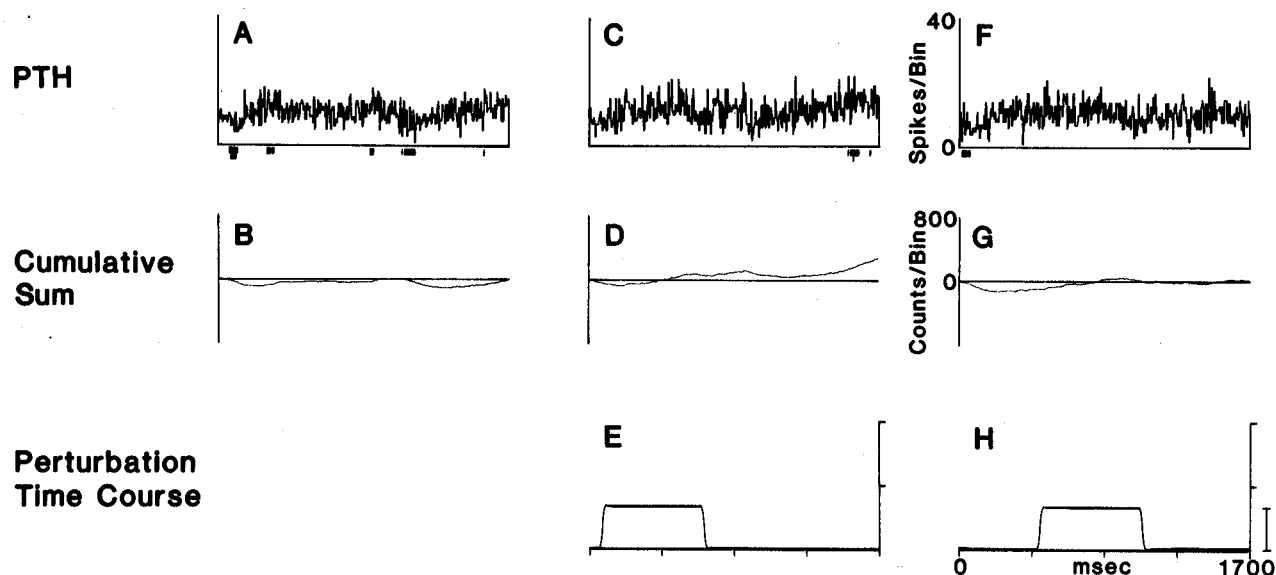 A
C
40
F
PTH
Spikes/Bin
0
B
D
800
G
Cumulative
Sum
Counts/Bin
0
E
H
Perturbation
Time Course
0
msec
1700